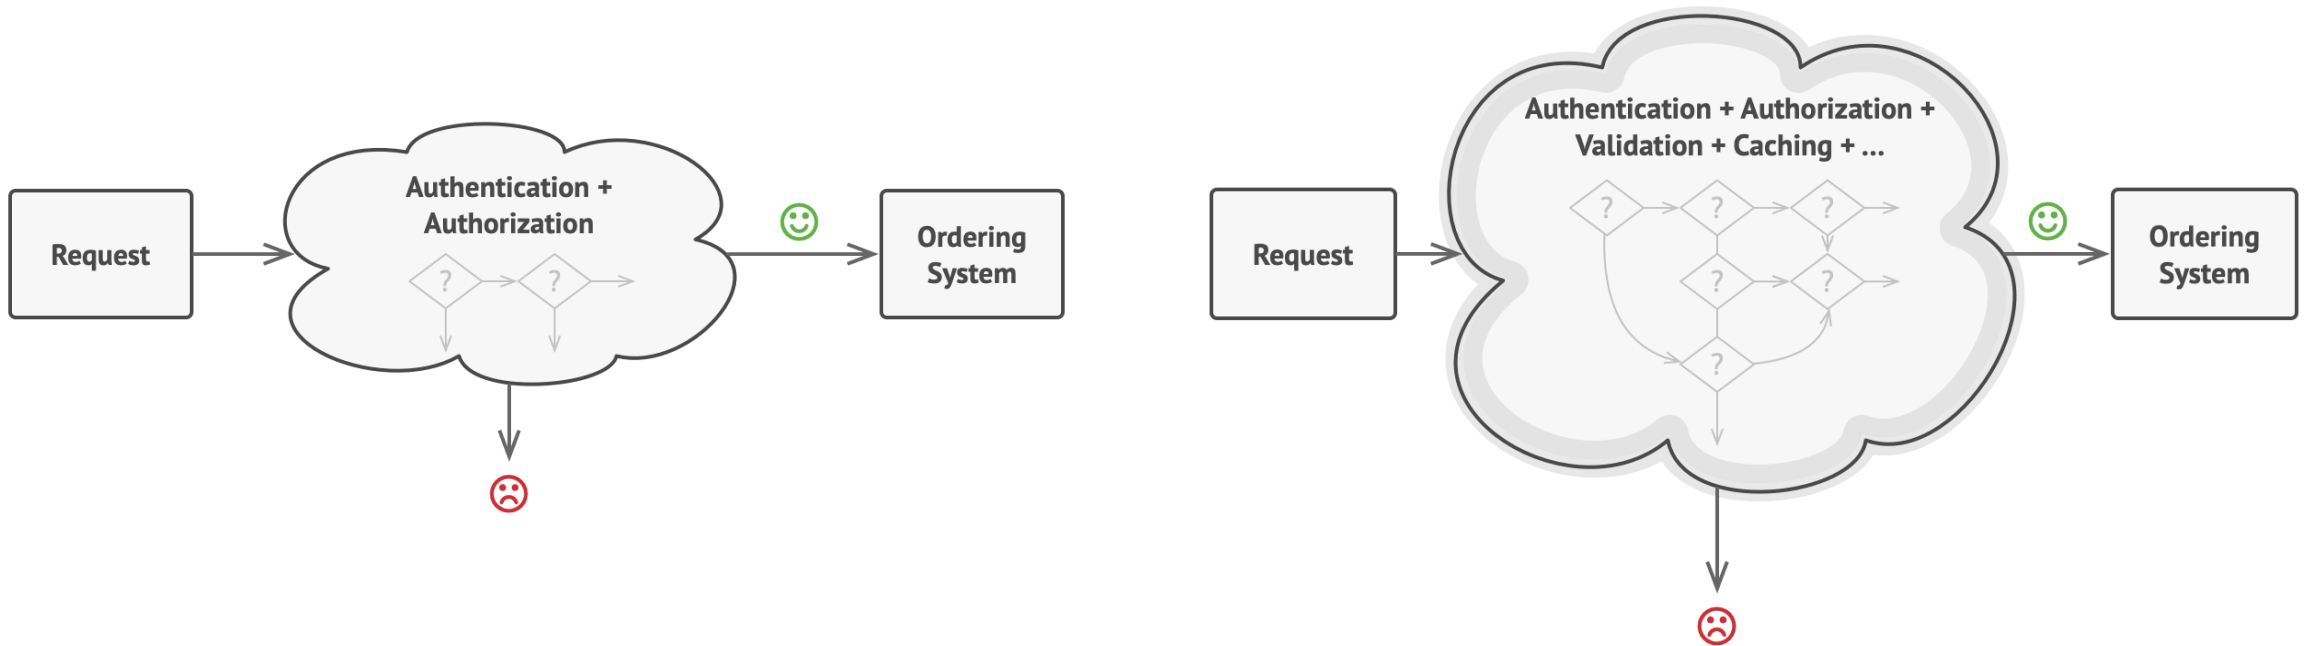 Request
Authentication +
Authorization
?
?
Ordering
System
Request
Authentication + Authorization +
Validation + Caching + ...
?
?
?
?
?
?
Ordering
System